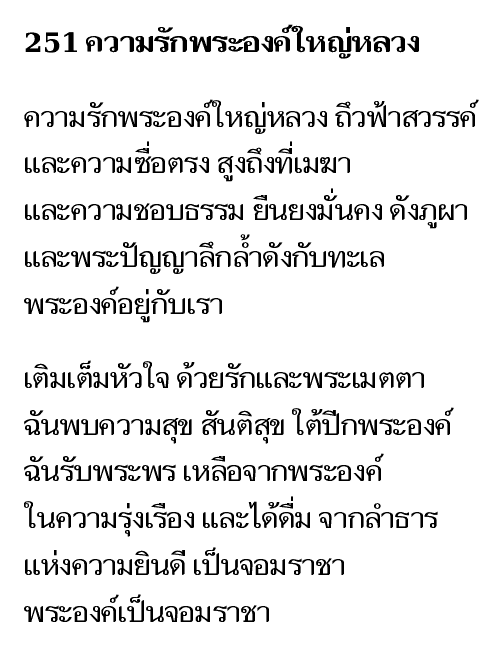 251 ความรักพระองค์ใหญ่หลวง
ความรักพระองค์ใหญ่หลวง ถึวฟ้าสวรรค์
และความซื่อตรง สูงถึงที่เมฆา
และความชอบธรรม ยืนยงมั่นคง ดังภูผา
และพระปัญญาลึกล้ำดังกับทะเล
พระองค์อยู่กับเรา
เติมเต็มหัวใจ ด้วยรักและพระเมตตา
ฉันพบความสุข สันติสุข ใต้ปีกพระองค์
ฉันรับพระพร เหลือจากพระองค์
ในความรุ่งเรือง และได้ดื่ม จากลำธาร
แห่งความยินดี เป็นจอมราชา
พระองค์เป็นจอมราชา